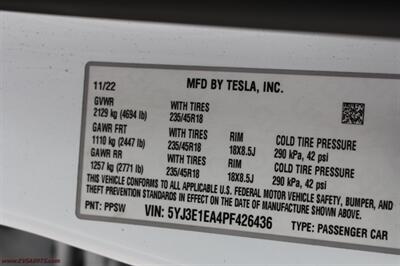 MFD BY TESLA, INC.
11/22
GVWR WITH TIRES
2129 kg (4694 lb) 235/45R18
GAWR FRT WITH TIRES RIM COLD TIRE PRESSURE
1110 kg (2447 lb) 235/45R18 18X8.5J 290 kPa, 42 psi
GAWR RR WITH TIRES RIM COLD TIRE PRESSURE
1257 kg (2771 lb) 235/45R18 18X8.5J 290 kPa, 42 psi
THIS VEHICLE CONFORMS TO ALL APPLICABLE U.S. FEDERAL MOTOR VEHICLE SAFETY, BUMPER, AND
THEFT PREVENTION STANDARDS IN EFFECT ON THE DATE OF MANUFACTURE SHOWN ABOVE.
PNT: PPSW VIN: 5YJ3E1EA4PF426436 TYPE: PASSENGER CAR
© www.EVSAUTO.com